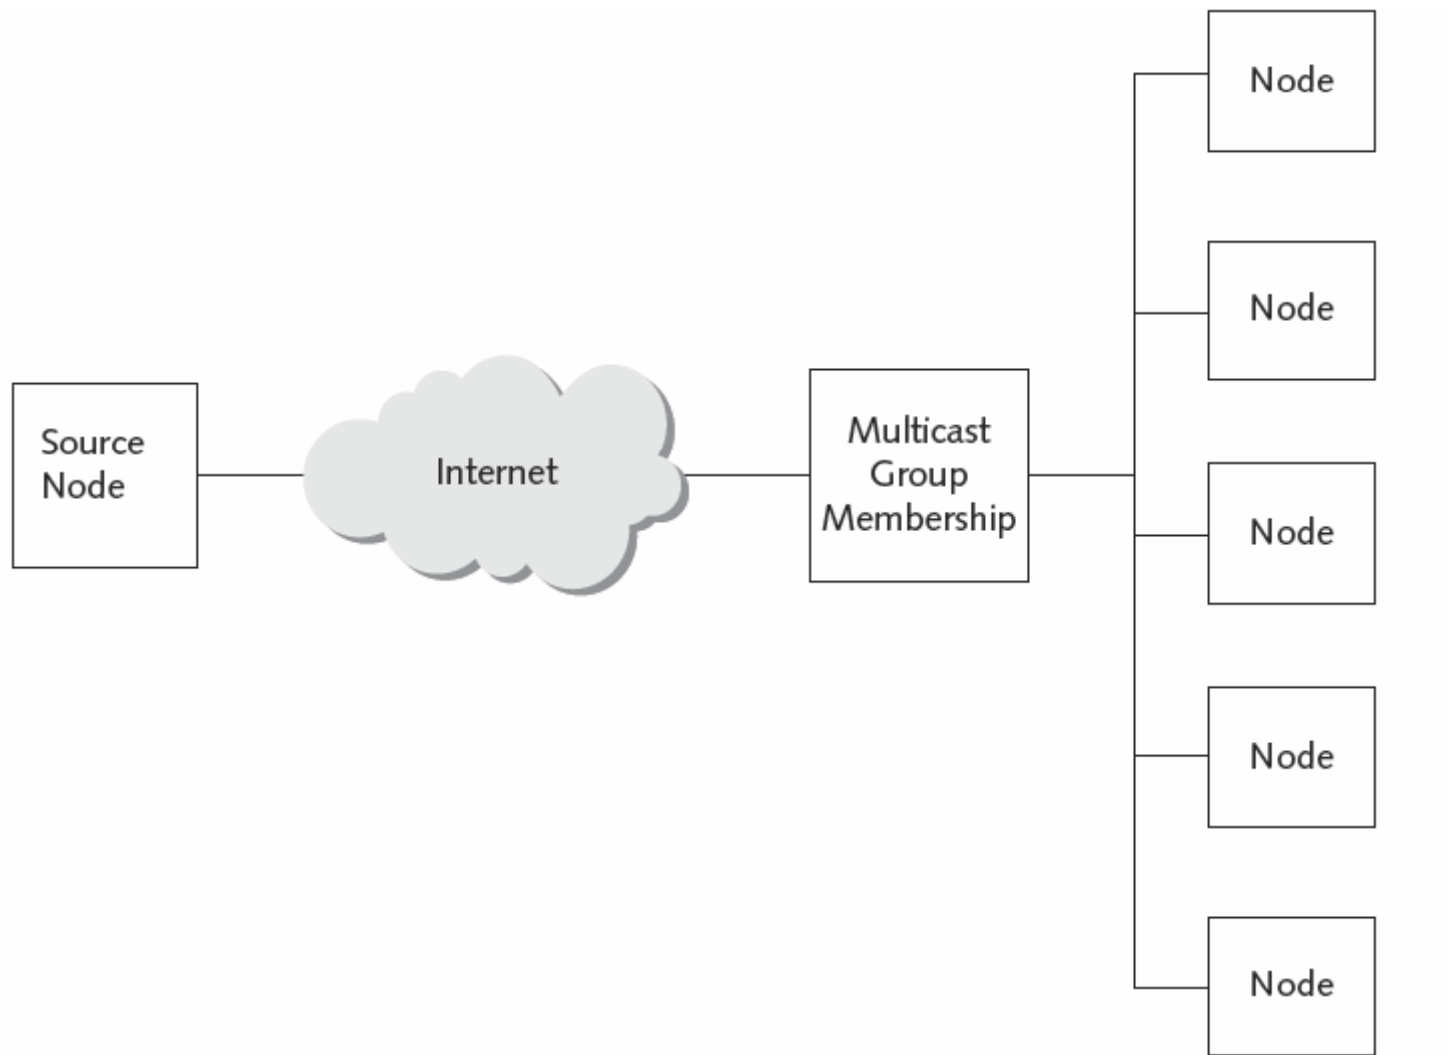 Node
Node
Source
Node
Internet
Multicast
Group
Membership
Node
Node
Node